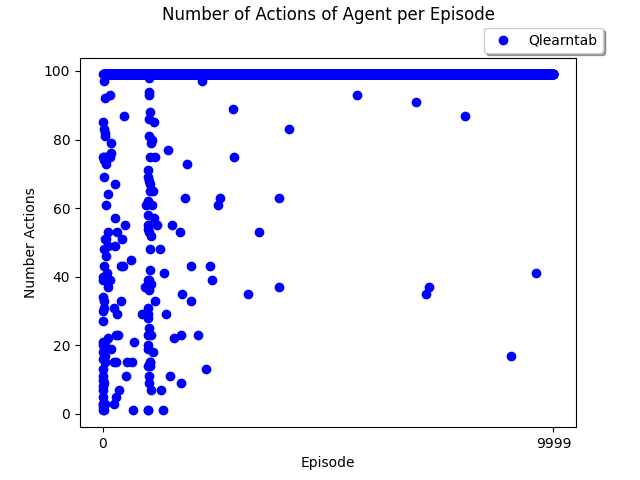 Number of Actions of Agent per Episode
Qlearntab
100
80
60
40
20
0
Number Actions
0 9999
Episode